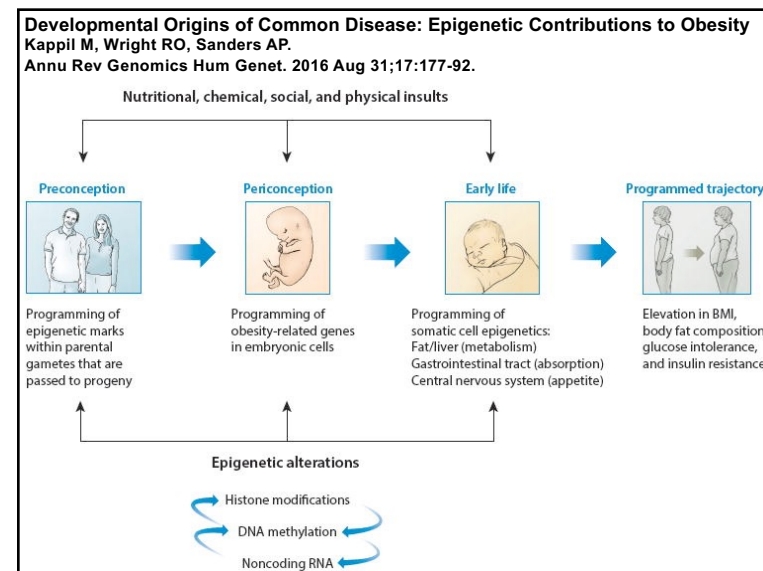 Developmental Origins of Common Disease: Epigenetic Contributions to Obesity
Kappil M, Wright RO, Sanders AP.
Annu Rev Genomics Hum Genet. 2016 Aug 31;17:177-92.
Nutritional, chemical, social, and physical insults
Preconception
Periconception
Early life
Programmed trajectory
Programming of
epigenetic marks
within parental
gametes that are
passed to progeny
Programming of
obesity-related genes
in embryonic cells
Programming of
somatic cell epigenetics:
Fat/liver (metabolism)
Gastrointestinal tract (absorption)
Central nervous system (appetite)
Elevation in BMI,
body fat composition
glucose intolerance,
and insulin resistance
Epigenetic alterations
Histone modifications
DNA methylation
Noncoding RNA